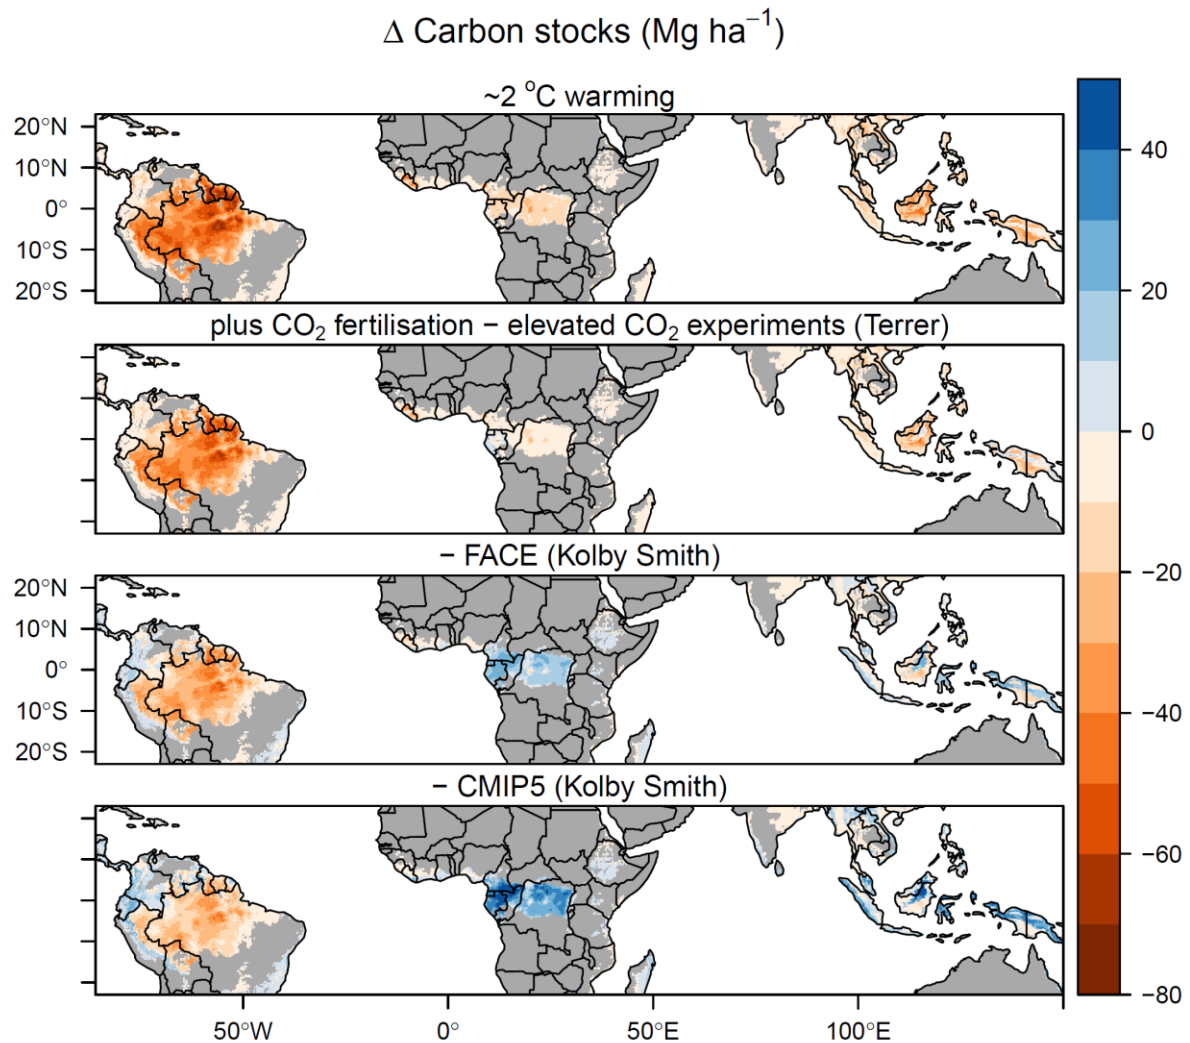 Δ Carbon stocks (Mg ha⁻¹)
~2 °C warming
20°N
10°N
0°
10°S
20°S
plus CO₂ fertilisation − elevated CO₂ experiments (Terrer)
− FACE (Kolby Smith)
20°N
10°N
0°
10°S
20°S
− CMIP5 (Kolby Smith)
50°W 0° 50°E 100°E
40
20
0
−20
−40
−60
−80